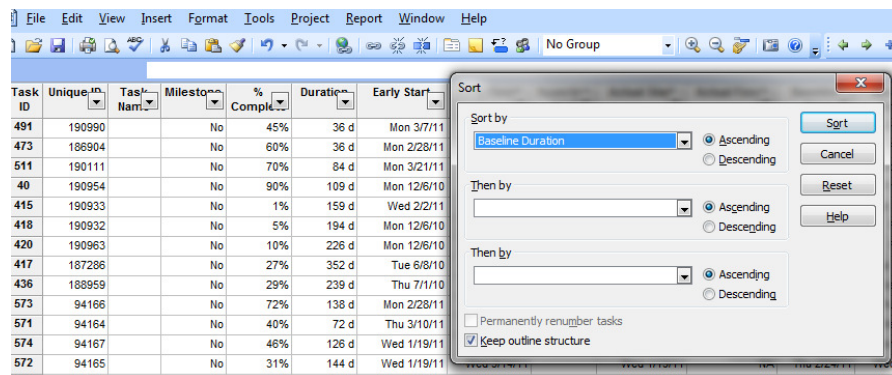 File Edit View Insert Format Tools Project Report Window Help
No Group
Task ID Unique ID Task Name Milestone % Complete Duration Early Start
491 190990 No 45% 36 d Mon 3/7/11
473 186904 No 60% 36 d Mon 2/28/11
511 190111 No 70% 84 d Mon 3/21/11
40 190954 No 90% 109 d Mon 12/6/10
415 190933 No 1% 159 d Wed 2/2/11
418 190932 No 5% 194 d Mon 12/6/10
420 190963 No 10% 226 d Mon 12/6/10
417 187286 No 27% 352 d Tue 6/8/10
436 188959 No 29% 239 d Thu 7/1/10
573 94166 No 72% 138 d Mon 2/28/11
571 94164 No 40% 72 d Thu 3/10/11
574 94167 No 46% 126 d Wed 1/19/11
572 94165 No 31% 144 d Wed 1/19/11
Sort
Sort by
Baseline Duration
Ascending
Descending
Then by
Ascending
Descending
Then by
Ascending
Descending
Permanently renumber tasks
Keep outline structure
Sort
Cancel
Reset
Help